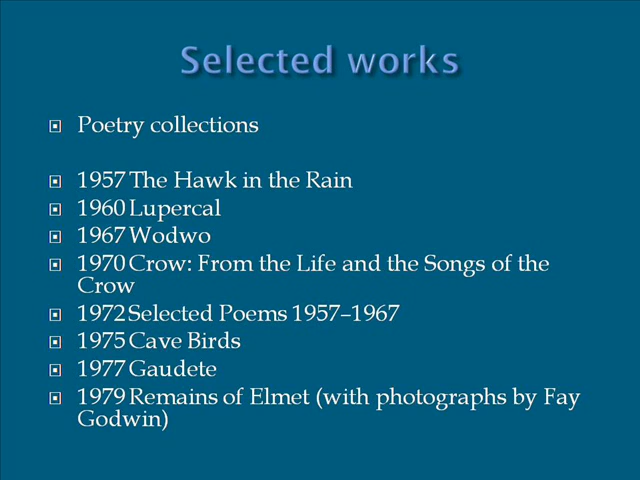 Selected works
Poetry collections
1957 The Hawk in the Rain
1960 Lupercal
1967 Wodwo
1970 Crow: From the Life and the Songs of the
Crow
1972 Selected Poems 1957–1967
1975 Cave Birds
1977 Gaudete
1979 Remains of Elmet (with photographs by Fay
Godwin)